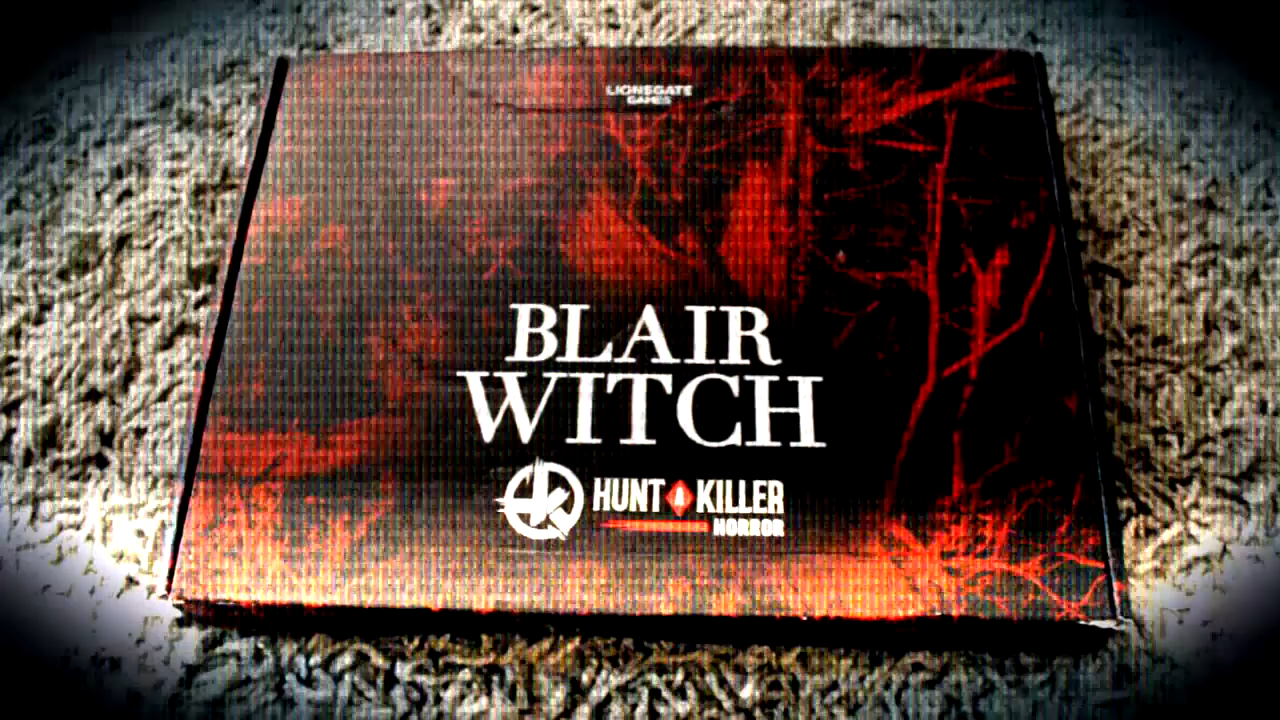 LIONSGATE
GAMES
BLAIR
WITCH
HUNT A KILLER
HORROR